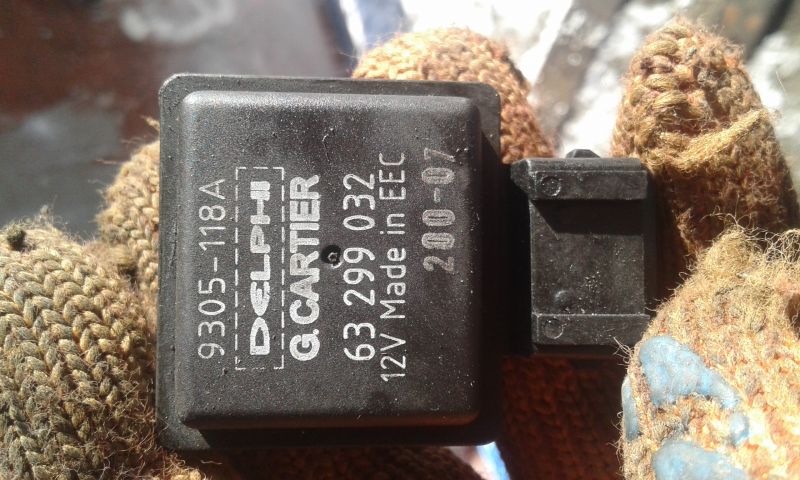 9305-118A
DELPHI
G.CARTIER
63 299 032
12V Made in EEC
200-07